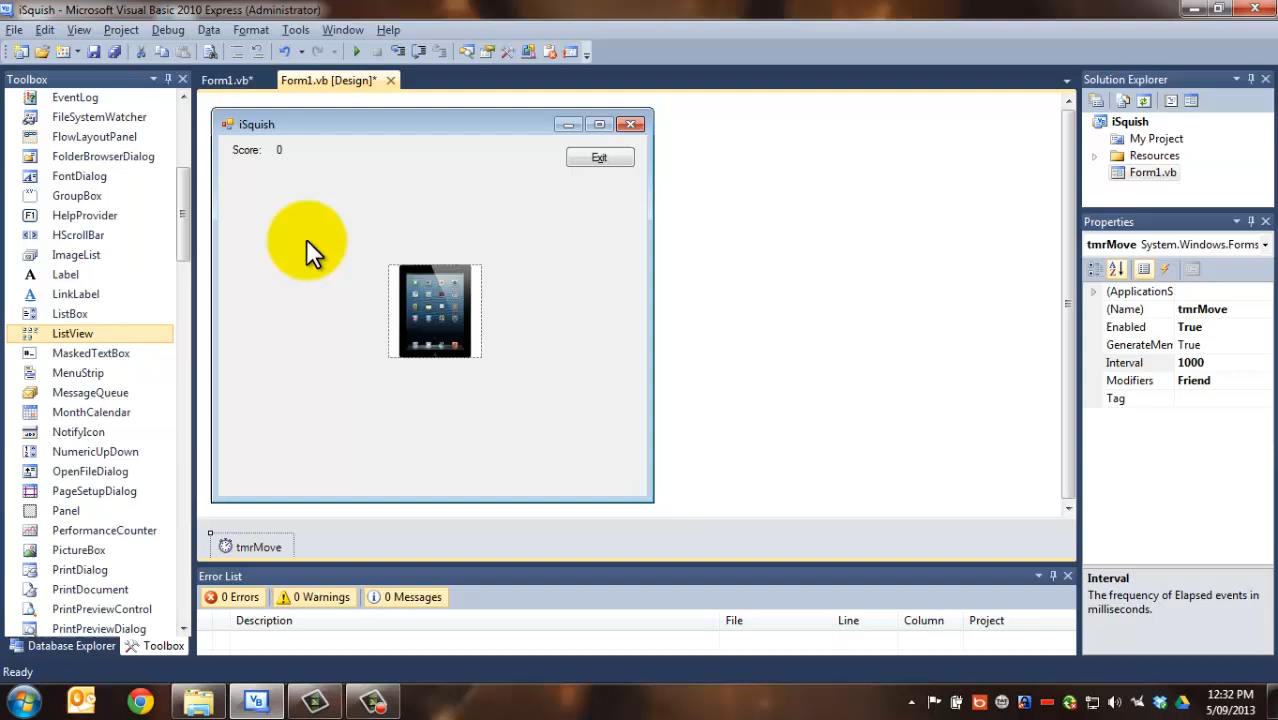 iSquish - Microsoft Visual Basic 2010 Express (Administrator)
File Edit View Project Debug Format Tools Window Help
Toolbox
EventLog
FileSystemWatcher
FlowLayoutPanel
FolderBrowserDialog
FontDialog
GroupBox
HelpProvider
HScrollBar
ImageList
Label
LinkLabel
ListBox
ListView
MaskedTextBox
MenuStrip
MessageQueue
MonthCalendar
NotifyIcon
NumericUpDown
OpenFileDialog
PageSetupDialog
Panel
PerformanceCounter
PictureBox
PrintDialog
PrintDocument
PrintPreviewControl
PrintPreviewDialog
Database Explorer Toolbox
Form1.vb* Form1.vb [Design]*
iSquish
Score: 0
Exit
tmrMove
Error List
0 Errors 0 Warnings 0 Messages
Description File Line Column Project
Solution Explorer
iSquish
My Project
Resources
Form1.vb
Properties
tmrMove System.Windows.Forms
(ApplicationS
(Name) tmrMove
Enabled True
GenerateMen True
Interval 1000
Modifiers Friend
Tag
Interval
The frequency of Elapsed events in
milliseconds.
Ready
12:32 PM
5/09/2013